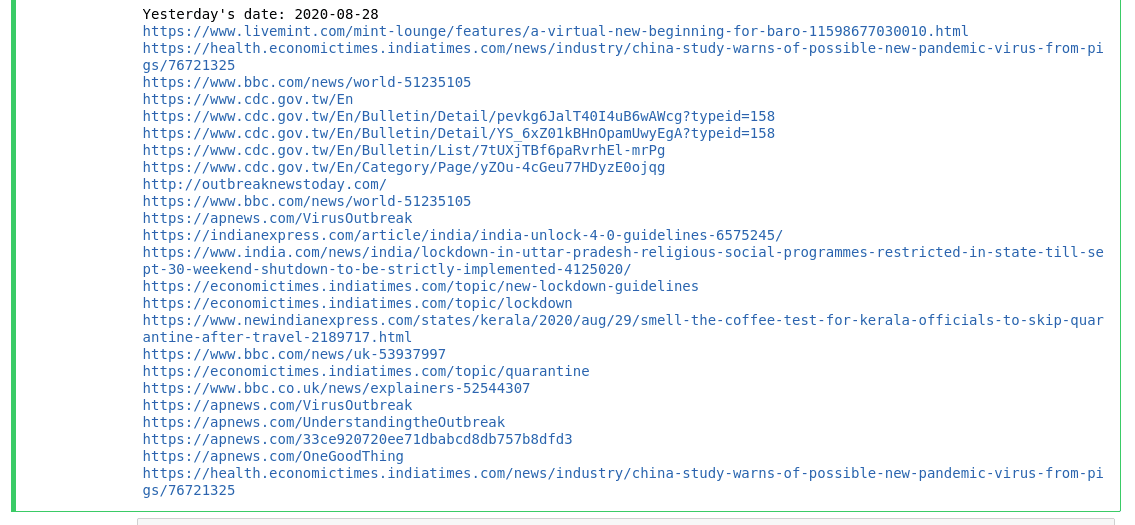 Yesterday's date: 2020-08-28
https://www.livemint.com/mint-lounge/features/a-virtual-new-beginning-for-baro-11598677030010.html
https://health.economictimes.indiatimes.com/news/industry/china-study-warns-of-possible-new-pandemic-virus-from-pi
gs/76721325
https://www.bbc.com/news/world-51235105
https://www.cdc.gov.tw/En
https://www.cdc.gov.tw/En/Bulletin/Detail/pevkg6JalT40I4uB6wAWcg?typeid=158
https://www.cdc.gov.tw/En/Bulletin/Detail/YS_6xZ01kBHnOpamUwyEgA?typeid=158
https://www.cdc.gov.tw/En/Bulletin/List/7tUXjTBf6paRvrhEl-mrPg
https://www.cdc.gov.tw/En/Category/Page/yZOu-4cGeu77HDyzE0ojqg
http://outbreaknewstoday.com/
https://www.bbc.com/news/world-51235105
https://apnews.com/VirusOutbreak
https://indianexpress.com/article/india/india-unlock-4-0-guidelines-6575245/
https://www.india.com/news/india/lockdown-in-uttar-pradesh-religious-social-programmes-restricted-in-state-till-se
pt-30-weekend-shutdown-to-be-strictly-implemented-4125020/
https://economictimes.indiatimes.com/topic/new-lockdown-guidelines
https://economictimes.indiatimes.com/topic/lockdown
https://www.newindianexpress.com/states/kerala/2020/aug/29/smell-the-coffee-test-for-kerala-officials-to-skip-quar
antine-after-travel-2189717.html
https://www.bbc.com/news/uk-53937997
https://economictimes.indiatimes.com/topic/quarantine
https://www.bbc.co.uk/news/explainers-52544307
https://apnews.com/VirusOutbreak
https://apnews.com/UnderstandingtheOutbreak
https://apnews.com/33ce920720ee71dbabcd8db757b8dfd3
https://apnews.com/OneGoodThing
https://health.economictimes.indiatimes.com/news/industry/china-study-warns-of-possible-new-pandemic-virus-from-pi
gs/76721325